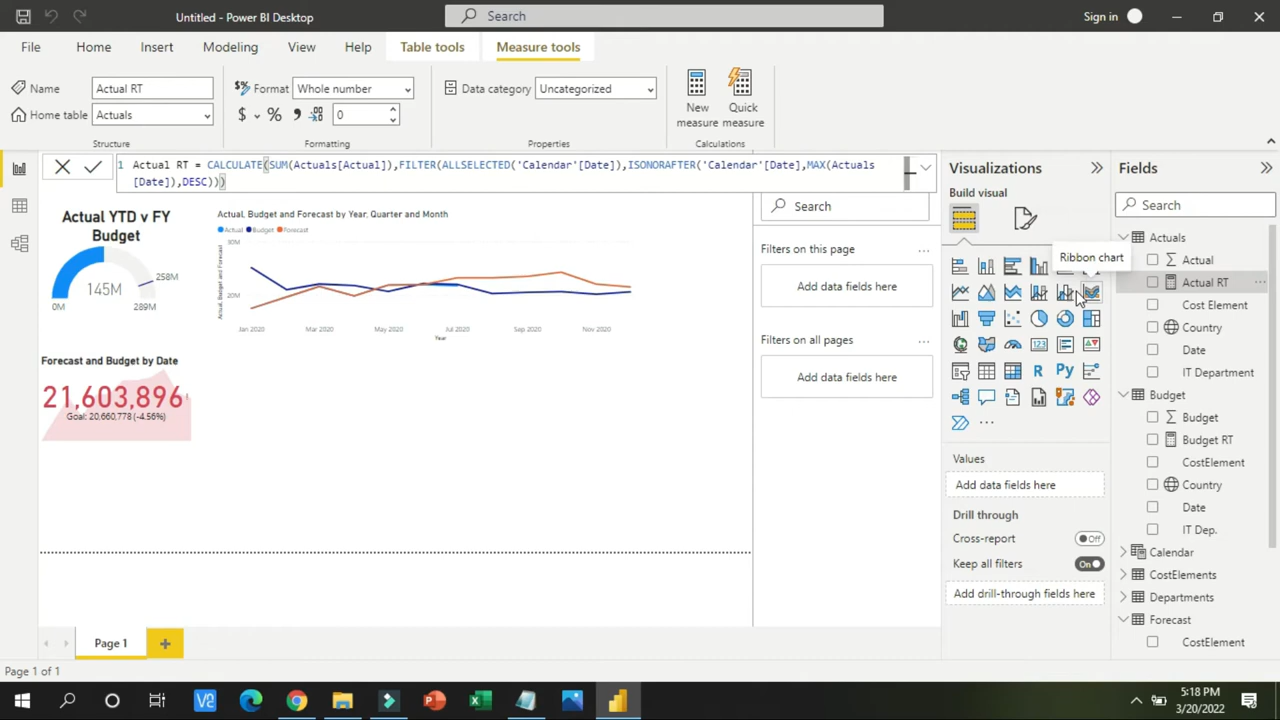 Untitled - Power BI Desktop
Search
Sign in
File
Home
Insert
Modeling
View
Help
Table tools
Measure tools
Name
Actual RT
Format
Whole number
Data category
Uncategorized
New measure
Quick measure
Home table
Actuals
$
%
,
0
Structure
Formatting
Properties
Calculations
1 Actual RT = CALCULATE(SUM(Actuals[Actual]),FILTER(ALLSELECTED('Calendar'[Date]),ISONORAFTER('Calendar'[Date],MAX(Actuals
[Date]),DESC)))
Actual YTD v FY
Budget
145M
0M
258M
289M
Actual, Budget and Forecast by Year, Quarter and Month
Actual
Budget
Forecast
Actual, Budget and Forecast
30M
20M
Jan 2020
Mar 2020
May 2020
Jul 2020
Sep 2020
Nov 2020
Year
Forecast and Budget by Date
21,603,896
Goal: 20,660,778 (-4.56%)
Search
Filters on this page
...
Add data fields here
Filters on all pages
...
Add data fields here
Visualizations
Build visual
Ribbon chart
R
Py
...
Values
Add data fields here
Drill through
Cross-report
Off
Keep all filters
On
Add drill-through fields here
Fields
Search
Actuals
Actual
Actual RT
...
Cost Element
Country
Date
IT Department
Budget
Budget
Budget RT
CostElement
Country
Date
IT Dep.
Calendar
CostElements
Departments
Forecast
CostElement
Page 1
Page 1 of 1
5:18 PM
3/20/2022